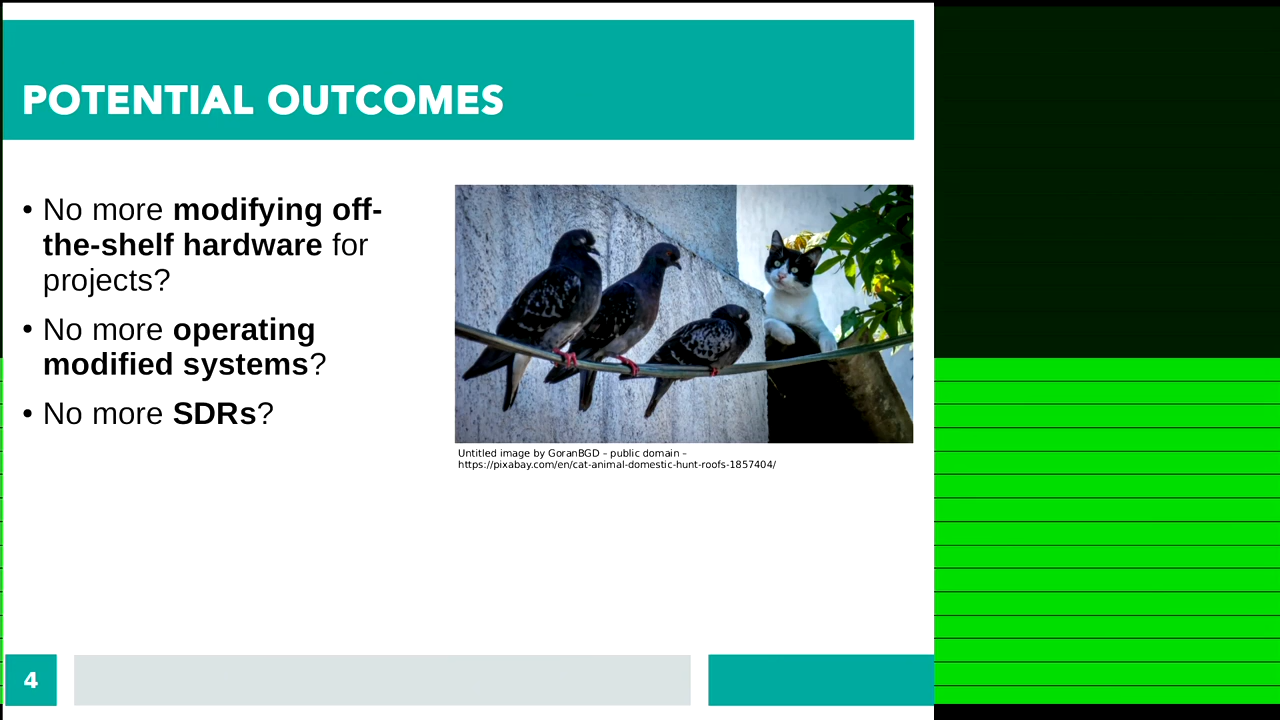 POTENTIAL OUTCOMES
• No more modifying off-
the-shelf hardware for
projects?
• No more operating
modified systems?
• No more SDRs?
Untitled image by GoranBGD – public domain –
https://pixabay.com/en/cat-animal-domestic-hunt-roofs-1857404/
4